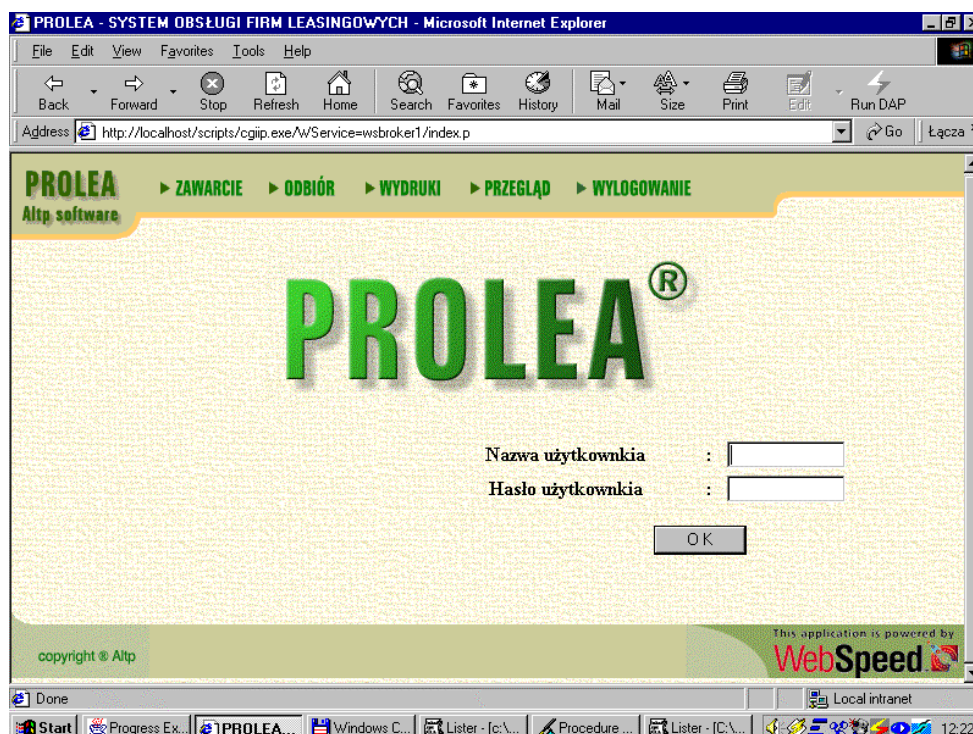 PROLEA - SYSTEM OBSŁUGI FIRM LEASINGOWYCH - Microsoft Internet Explorer
File Edit View Favorites Tools Help
Back Forward Stop Refresh Home Search Favorites History Mail Size Print Edit Run DAP
Address http://localhost/scripts/cgiip.exe/WService=wsbroker1/index.p Go Łącza
PROLEA ZAWARCIE ODBIÓR WYDRUKI PRZEGLĄD WYLOGOWANIE
Altp software
PROLEA®
Nazwa użytkownkia :
Hasło użytkownkia :
OK
This application is powered by
copyright ® Altp WebSpeed
Done Local intranet
Start Progress Ex... PROLEA... Windows C... Lister - [c:\... Procedure ... Lister - [C:\... 12:22